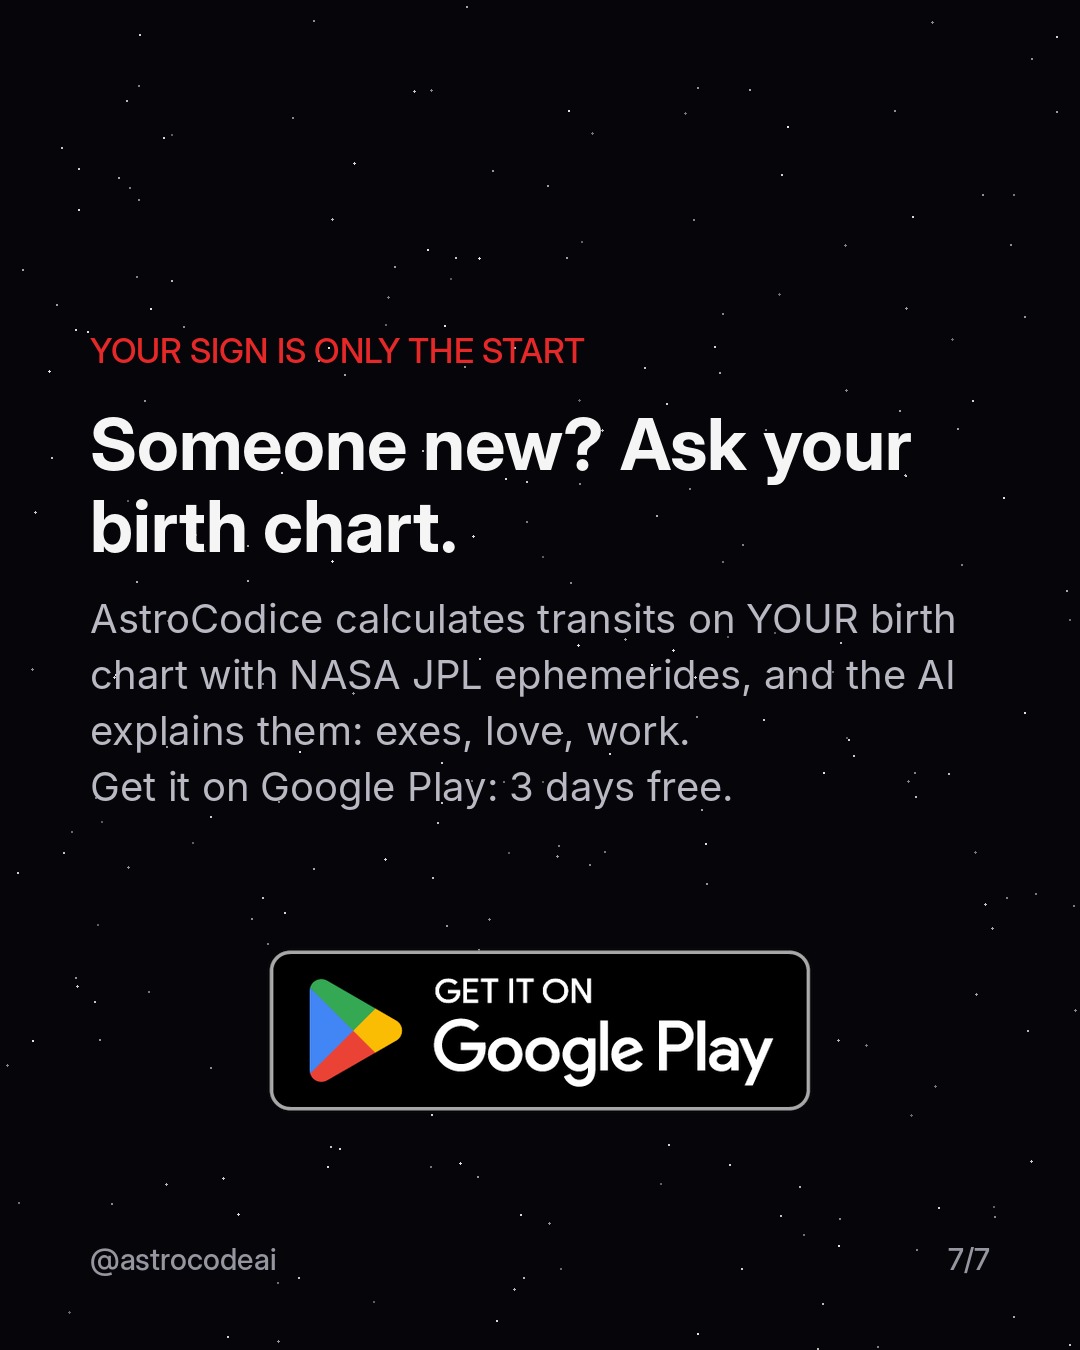 YOUR SIGN IS ONLY THE START
Someone new? Ask your
birth chart.
AstroCodice calculates transits on YOUR birth
chart with NASA JPL ephemerides, and the AI
explains them: exes, love, work.
Get it on Google Play: 3 days free.
GET IT ON
Google Play
@astrocodeai
7/7